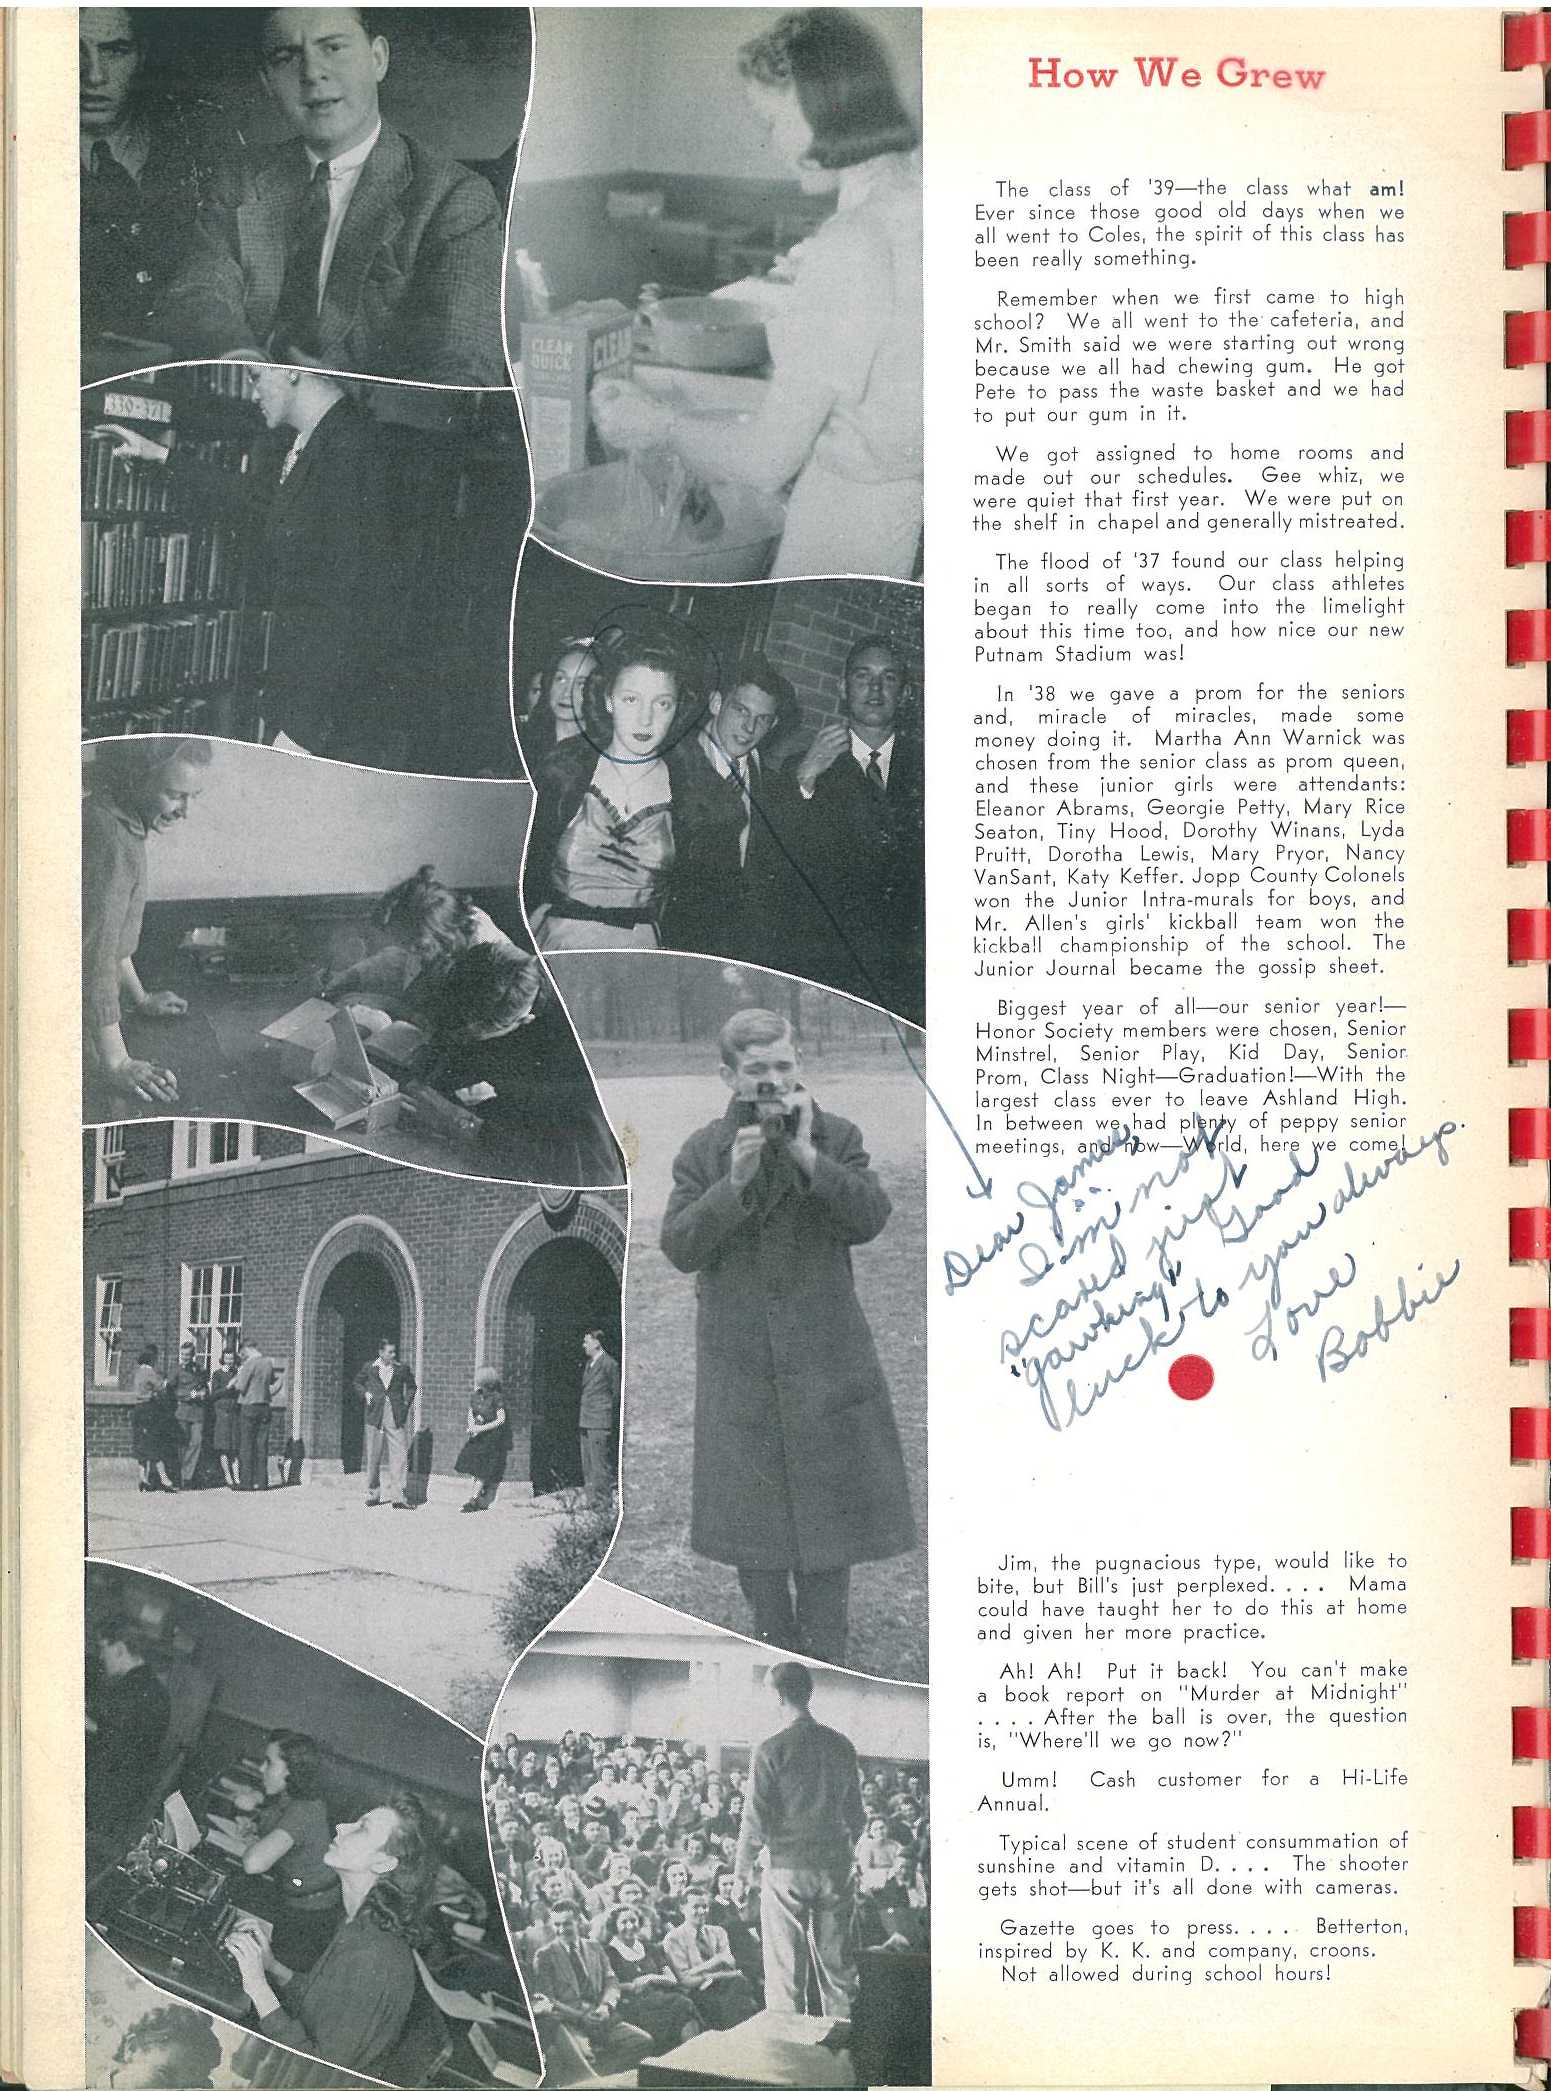 How We Grew
The class of '39—the class what am!
Ever since those good old days when we
all went to Coles, the spirit of this class has
been really something.
Remember when we first came to high
school? We all went to the cafeteria, and
Mr. Smith said we were starting out wrong
because we all had chewing gum. He got
Pete to pass the waste basket and we had
to put our gum in it.
We got assigned to home rooms and
made out our schedules. Gee whiz, we
were quiet that first year. We were put on
the shelf in chapel and generally mistreated.
The flood of '37 found our class helping
in all sorts of ways. Our class athletes
began to really come into the limelight
about this time too, and how nice our new
Putnam Stadium was!
In '38 we gave a prom for the seniors
and, miracle of miracles, made some
money doing it. Martha Ann Warnick was
chosen from the senior class as prom queen,
and these junior girls were attendants:
Eleanor Abrams, Georgie Petty, Mary Rice
Seaton, Tiny Hood, Dorothy Winans, Lyda
Pruitt, Dorotha Lewis, Mary Pryor, Nancy
VanSant, Katy Keffer. Jopp County Colonels
won the Junior Intra-murals for boys, and
Mr. Allen's girls' kickball team won the
kickball championship of the school. The
Junior Journal became the gossip sheet.
Biggest year of all—our senior year!—
Honor Society members were chosen, Senior
Minstrel, Senior Play, Kid Day, Senior
Prom, Class Night—Graduation!—With the
largest class ever to leave Ashland High.
In between we had plenty of peppy senior
meetings, and now—World, here we come!
Dear James,
I'm not
scared just
"gawking" Good
luck to you always.
Love
Bobbie
Jim, the pugnacious type, would like to
bite, but Bill's just perplexed. . . . Mama
could have taught her to do this at home
and given her more practice.
Ah! Ah! Put it back! You can't make
a book report on "Murder at Midnight"
. . . . After the ball is over, the question
is, "Where'll we go now?"
Umm! Cash customer for a Hi-Life
Annual.
Typical scene of student consummation of
sunshine and vitamin D. . . . The shooter
gets shot—but it's all done with cameras.
Gazette goes to press. . . . Betterton,
inspired by K. K. and company, croons.
Not allowed during school hours!
CLEAR
QUICK
CLEAR
330-371